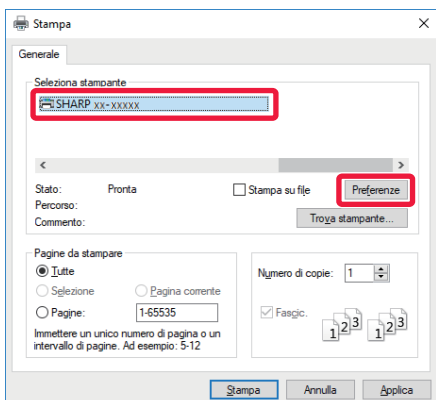 Stampa
Generale
Seleziona stampante
SHARP xx-xxxxx
Stato: Pronta
Stampa su file
Preferenze
Percorso:
Commento:
Trova stampante...
Pagine da stampare
Tutte
Selezione
Pagina corrente
Pagine: 1-65535
Immettere un unico numero di pagina o un
intervallo di pagine. Ad esempio: 5-12
Numero di copie: 1
Fascic.
1 2 3 1 2 3
Stampa Annulla Applica